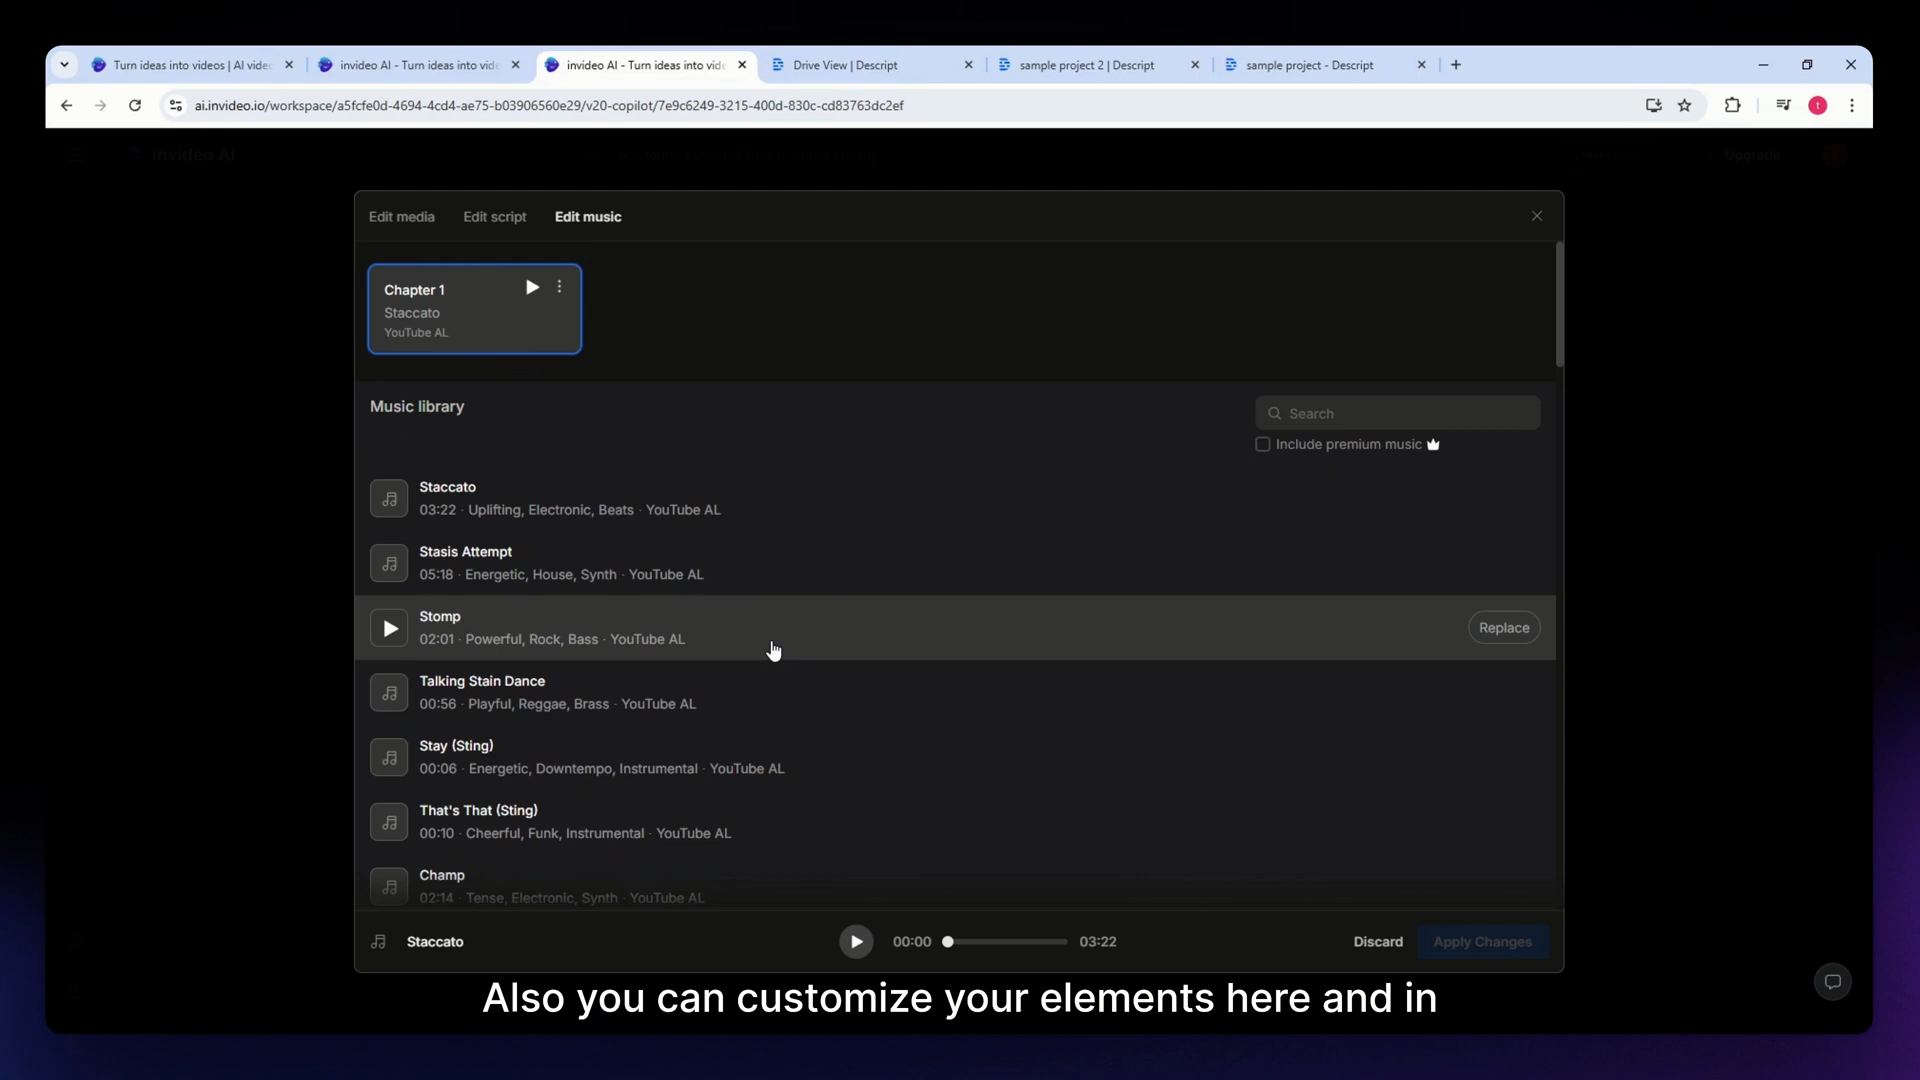 Turn ideas into videos | AI vide
invideo AI - Turn ideas into vid
invideo AI - Turn ideas into vide
Drive View | Descript
sample project 2 | Descript
sample project - Descript
ai.invideo.io/workspace/a5fcfe0d-4694-4cd4-ae75-b03906560e29/v20-copilot/7e9c6249-3215-400d-830c-cd83763dc2ef
t
invideo AI
Upgrade
Edit media
Edit script
Edit music
Chapter 1
Staccato
YouTube AL
Music library
Search
Include premium music
Staccato
03:22 · Uplifting, Electronic, Beats · YouTube AL
Stasis Attempt
05:18 · Energetic, House, Synth · YouTube AL
Stomp
02:01 · Powerful, Rock, Bass · YouTube AL
Replace
Talking Stain Dance
00:56 · Playful, Reggae, Brass · YouTube AL
Stay (Sting)
00:06 · Energetic, Downtempo, Instrumental · YouTube AL
That's That (Sting)
00:10 · Cheerful, Funk, Instrumental · YouTube AL
Champ
02:14 · Tense, Electronic, Synth · YouTube AL
Staccato
00:00
03:22
Discard
Apply Changes
Also you can customize your elements here and in